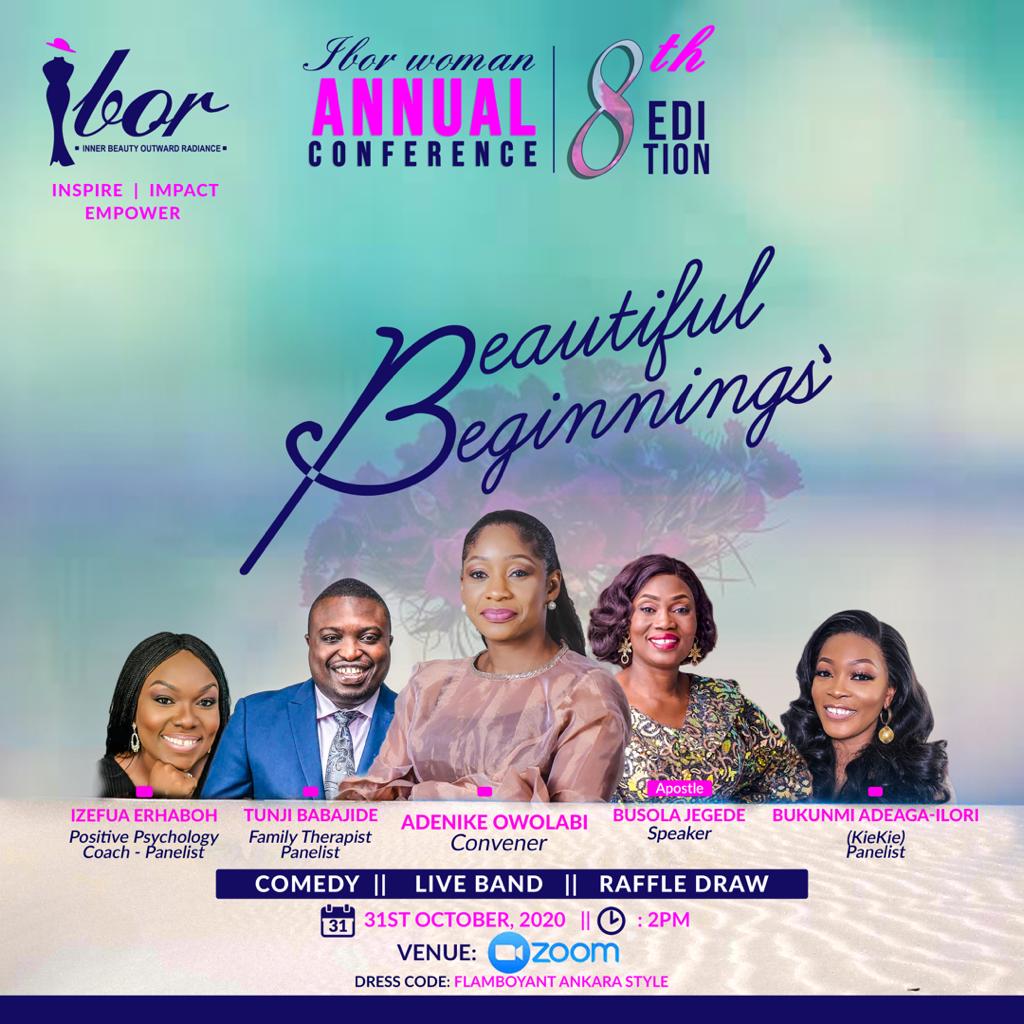 Ibor
INNER BEAUTY OUTWARD RADIANCE
INSPIRE | IMPACT
EMPOWER
Ibor woman
ANNUAL
CONFERENCE
8th
EDI
TION
Beautiful
Beginnings'
IZEFUA ERHABOH
Positive Psychology
Coach - Panelist
TUNJI BABAJIDE
Family Therapist
Panelist
ADENIKE OWOLABI
Convener
Apostle
BUSOLA JEGEDE
Speaker
BUKUNMI ADEAGA-ILORI
(KieKie)
Panelist
COMEDY || LIVE BAND || RAFFLE DRAW
31 31ST OCTOBER, 2020 || : 2PM
VENUE: zoom
DRESS CODE: FLAMBOYANT ANKARA STYLE